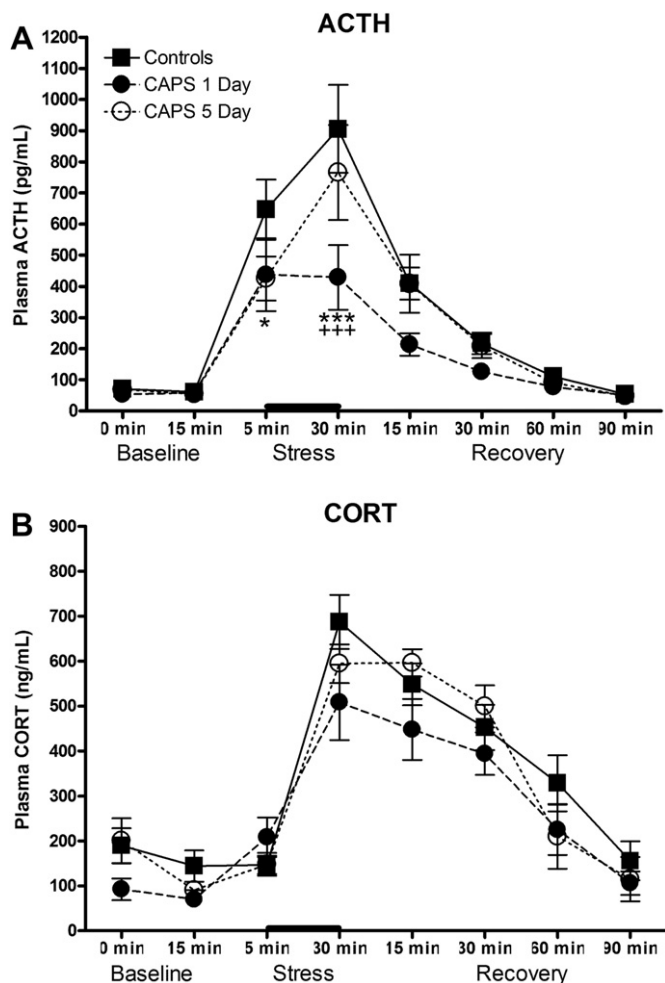 A
ACTH
Controls
CAPS 1 Day
CAPS 5 Day
Plasma ACTH (pg/mL)
1200
1100
1000
900
800
700
600
500
400
300
200
100
0
*
***
+++
0 min 15 min 5 min 30 min 15 min 30 min 60 min 90 min
Baseline Stress Recovery
B
CORT
Plasma CORT (ng/mL)
900
800
700
600
500
400
300
200
100
0
0 min 15 min 5 min 30 min 15 min 30 min 60 min 90 min
Baseline Stress Recovery